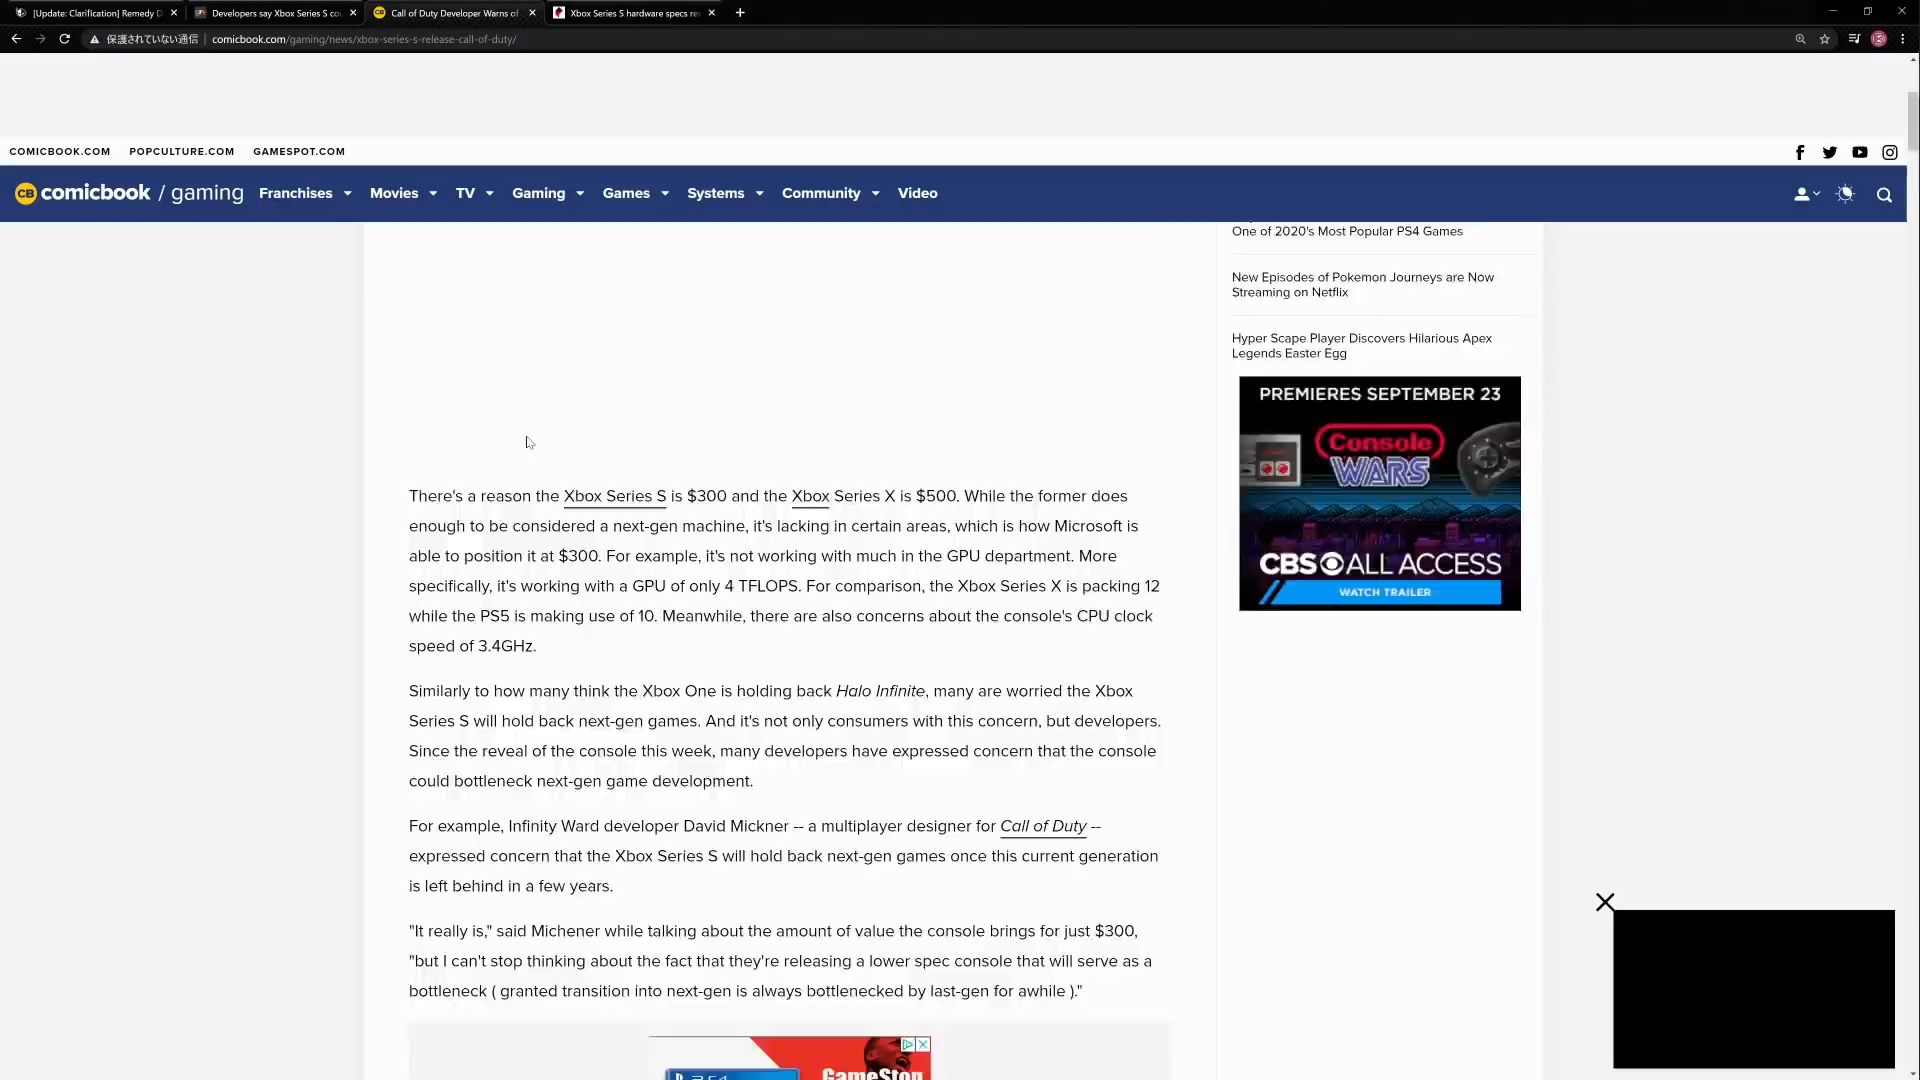 [Update: Clarification] Remedy D
Developers say Xbox Series S co
Call of Duty Developer Warns of
Xbox Series S hardware specs re
保護されていない通信
comicbook.com/gaming/news/xbox-series-s-release-call-of-duty/
COMICBOOK.COM POPCULTURE.COM GAMESPOT.COM
CB comicbook / gaming Franchises Movies TV Gaming Games Systems Community Video
One of 2020's Most Popular PS4 Games
New Episodes of Pokemon Journeys are Now
Streaming on Netflix
Hyper Scape Player Discovers Hilarious Apex
Legends Easter Egg
PREMIERES SEPTEMBER 23
Console
WARS
CBS ALL ACCESS
WATCH TRAILER
There's a reason the Xbox Series S is $300 and the Xbox Series X is $500. While the former does
enough to be considered a next-gen machine, it's lacking in certain areas, which is how Microsoft is
able to position it at $300. For example, it's not working with much in the GPU department. More
specifically, it's working with a GPU of only 4 TFLOPS. For comparison, the Xbox Series X is packing 12
while the PS5 is making use of 10. Meanwhile, there are also concerns about the console's CPU clock
speed of 3.4GHz.
Similarly to how many think the Xbox One is holding back Halo Infinite, many are worried the Xbox
Series S will hold back next-gen games. And it's not only consumers with this concern, but developers.
Since the reveal of the console this week, many developers have expressed concern that the console
could bottleneck next-gen game development.
For example, Infinity Ward developer David Mickner -- a multiplayer designer for Call of Duty --
expressed concern that the Xbox Series S will hold back next-gen games once this current generation
is left behind in a few years.
"It really is," said Michener while talking about the amount of value the console brings for just $300,
"but I can't stop thinking about the fact that they're releasing a lower spec console that will serve as a
bottleneck ( granted transition into next-gen is always bottlenecked by last-gen for awhile )."
PS4
GameStop